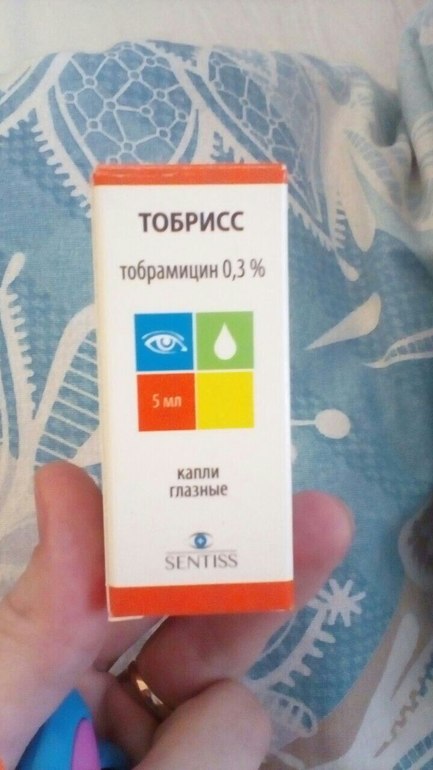 ТОБРИСС
тобрамицин 0,3 %
5 мл
капли
глазные
SENTISS